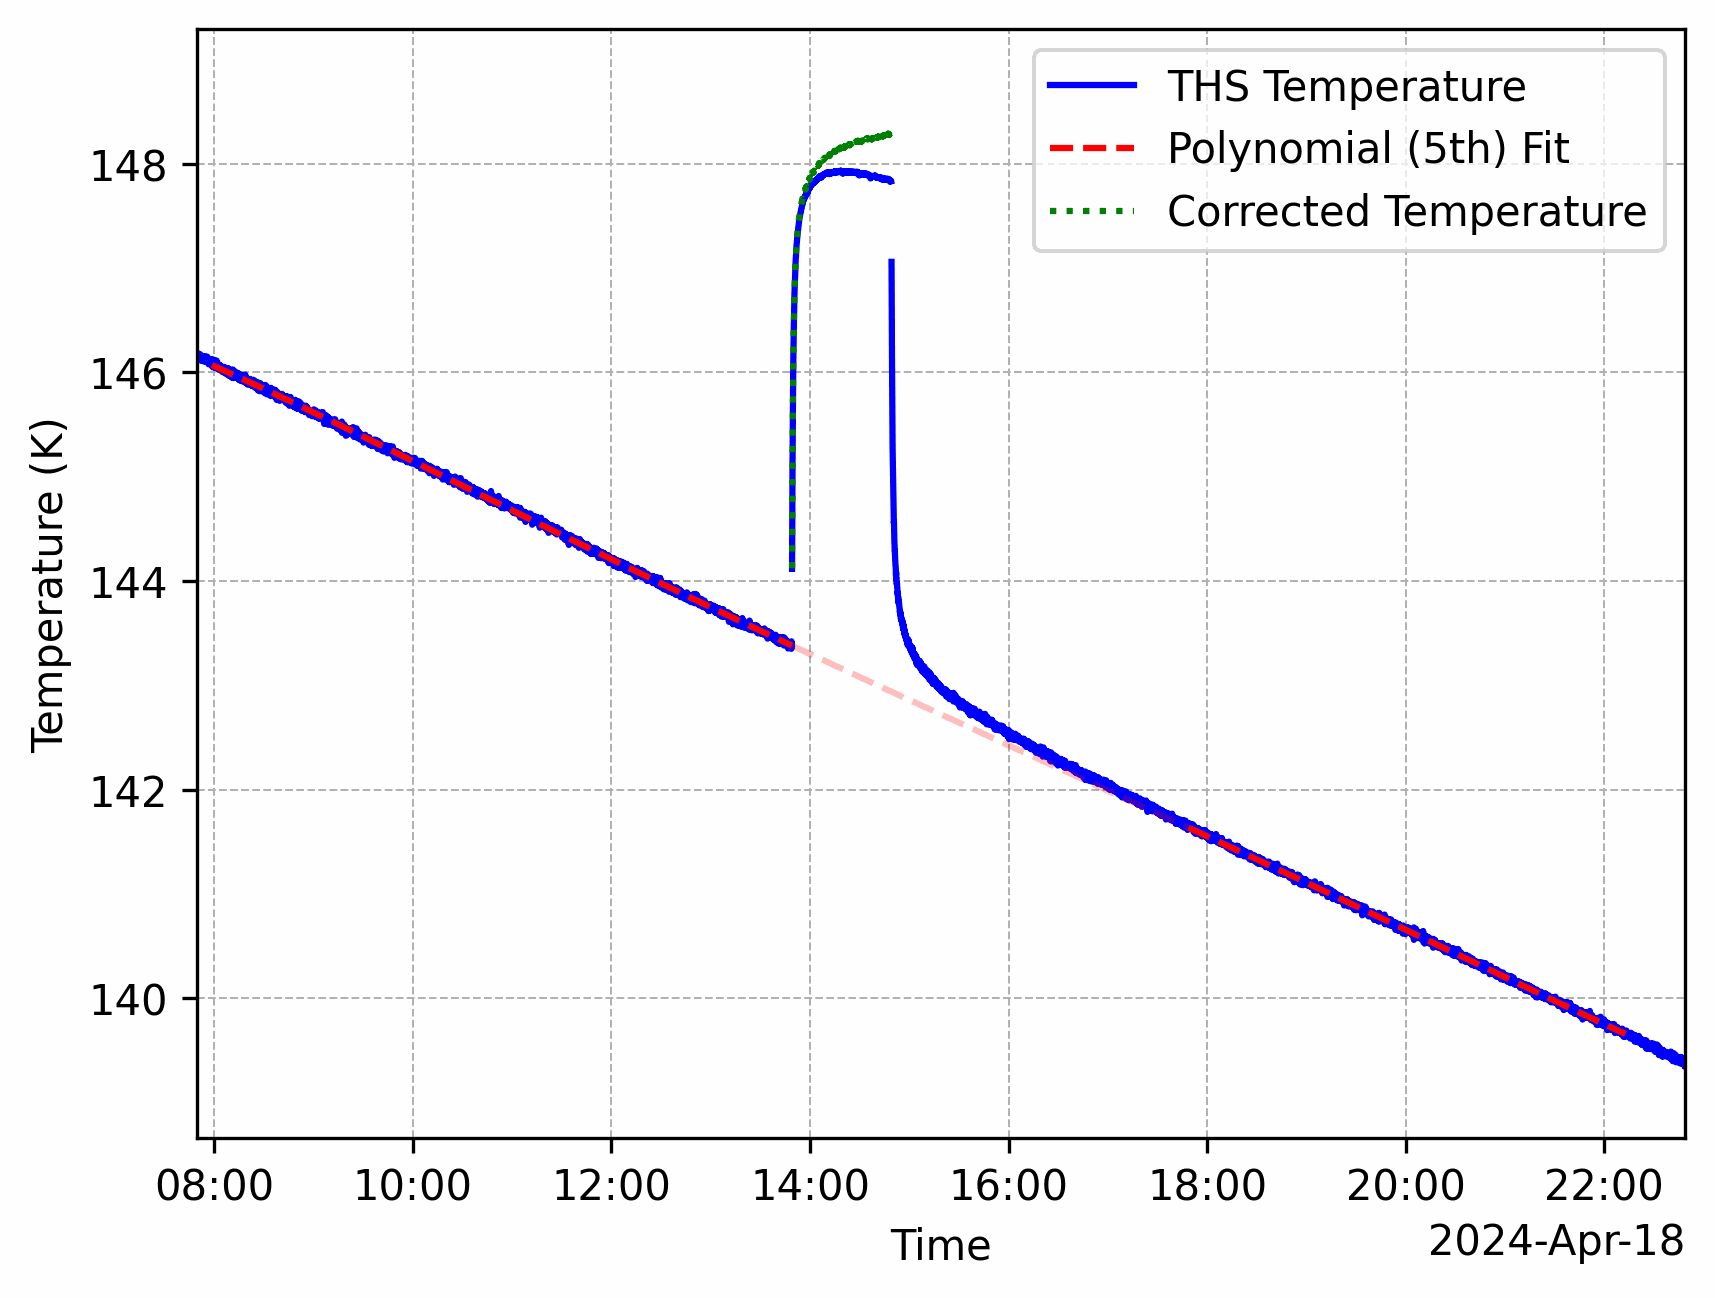 THS Temperature
Polynomial (5th) Fit
Corrected Temperature
Temperature (K)
148
146
144
142
140
08:00 10:00 12:00 14:00 16:00 18:00 20:00 22:00
Time
2024-Apr-18